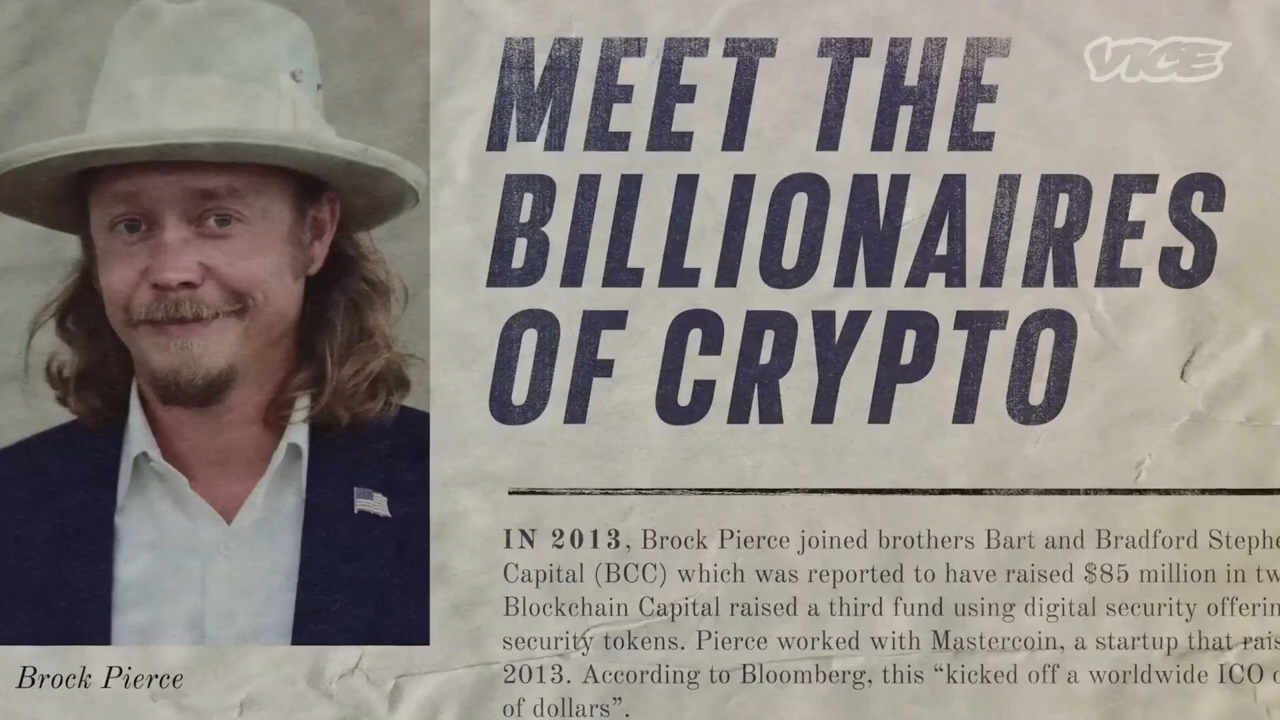 VICE
MEET THE
BILLIONAIRES
OF CRYPTO
IN 2013, Brock Pierce joined brothers Bart and Bradford
Capital (BCC) which was reported to have raised $85 million in
Blockchain Capital raised a third fund using digital security
security tokens. Pierce worked with Mastercoin, a startup that
2013. According to Bloomberg, this “kicked off a worldwide ICO
of dollars”.
Brock Pierce